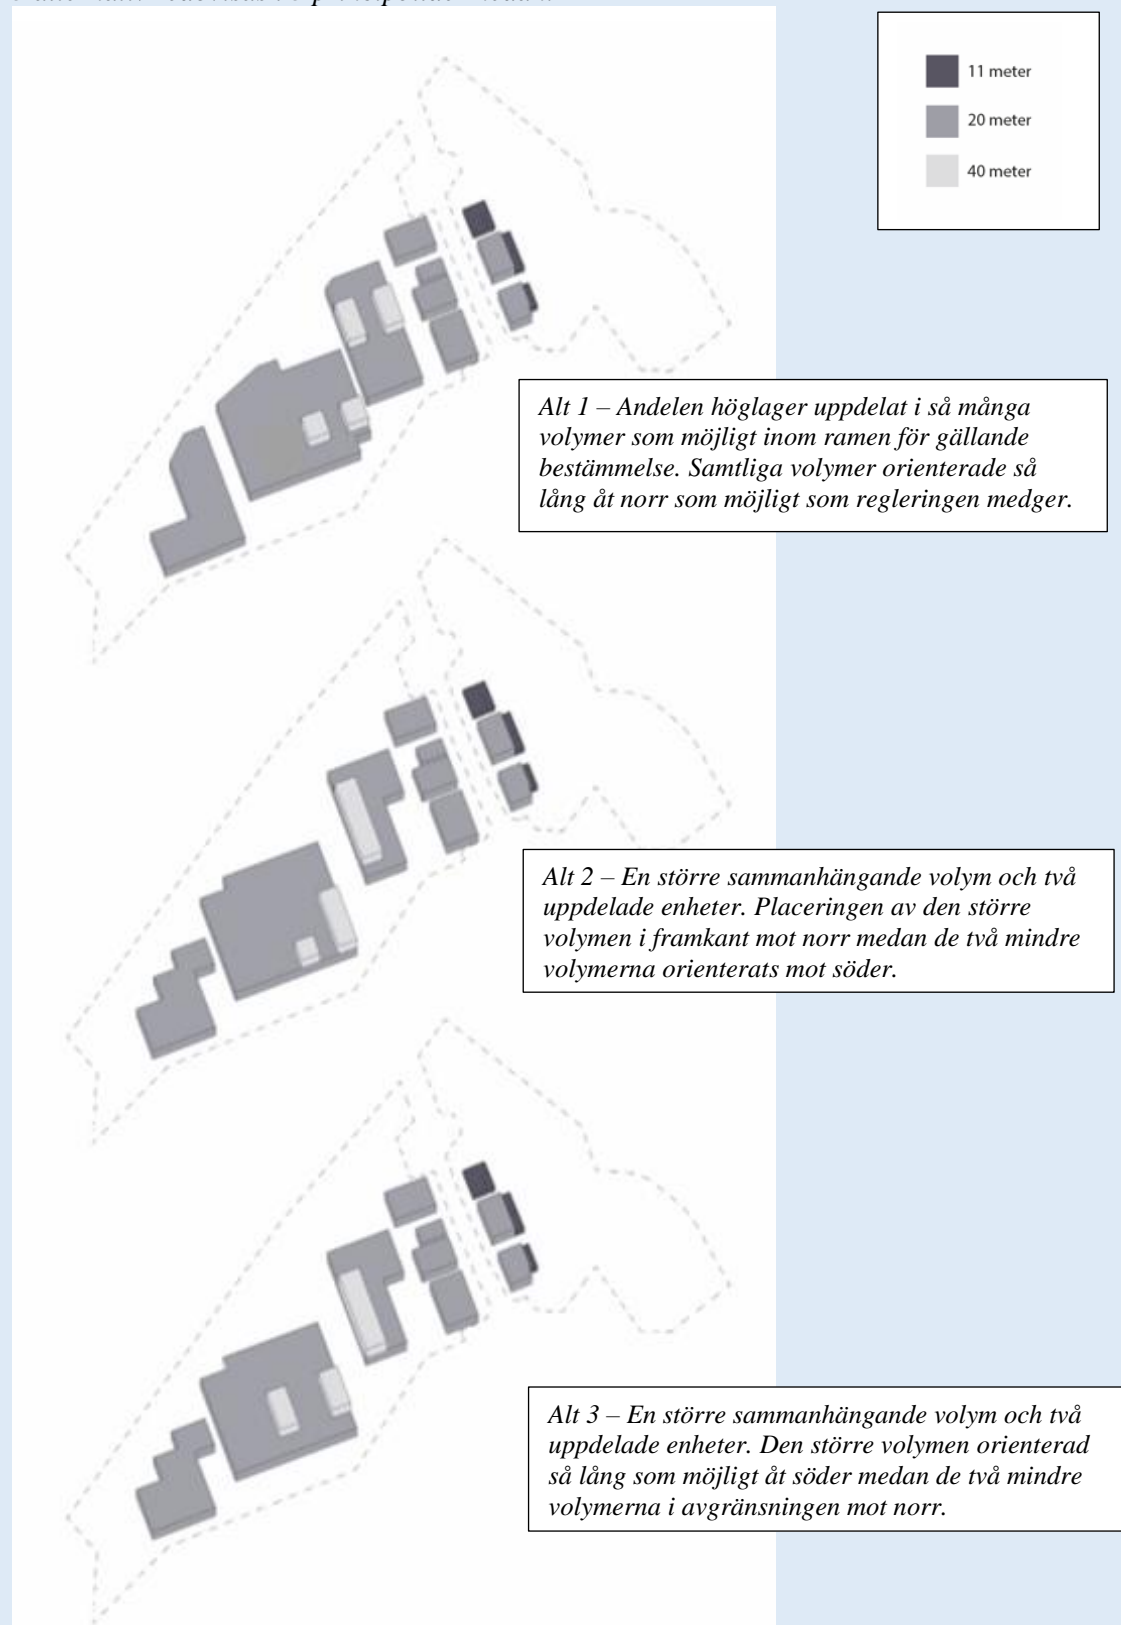 11 meter
20 meter
40 meter
Alt 1 – Andelen höglager uppdelat i så många
volymer som möjligt inom ramen för gällande
bestämmelse. Samtliga volymer orienterade så
lång åt norr som möjligt som regleringen medger.
Alt 2 – En större sammanhängande volym och två
uppdelade enheter. Placeringen av den större
volymen i framkant mot norr medan de två mindre
volymerna orienterats mot söder.
Alt 3 – En större sammanhängande volym och två
uppdelade enheter. Den större volymen orienterad
så lång som möjligt åt söder medan de två mindre
volymerna i avgränsningen mot norr.